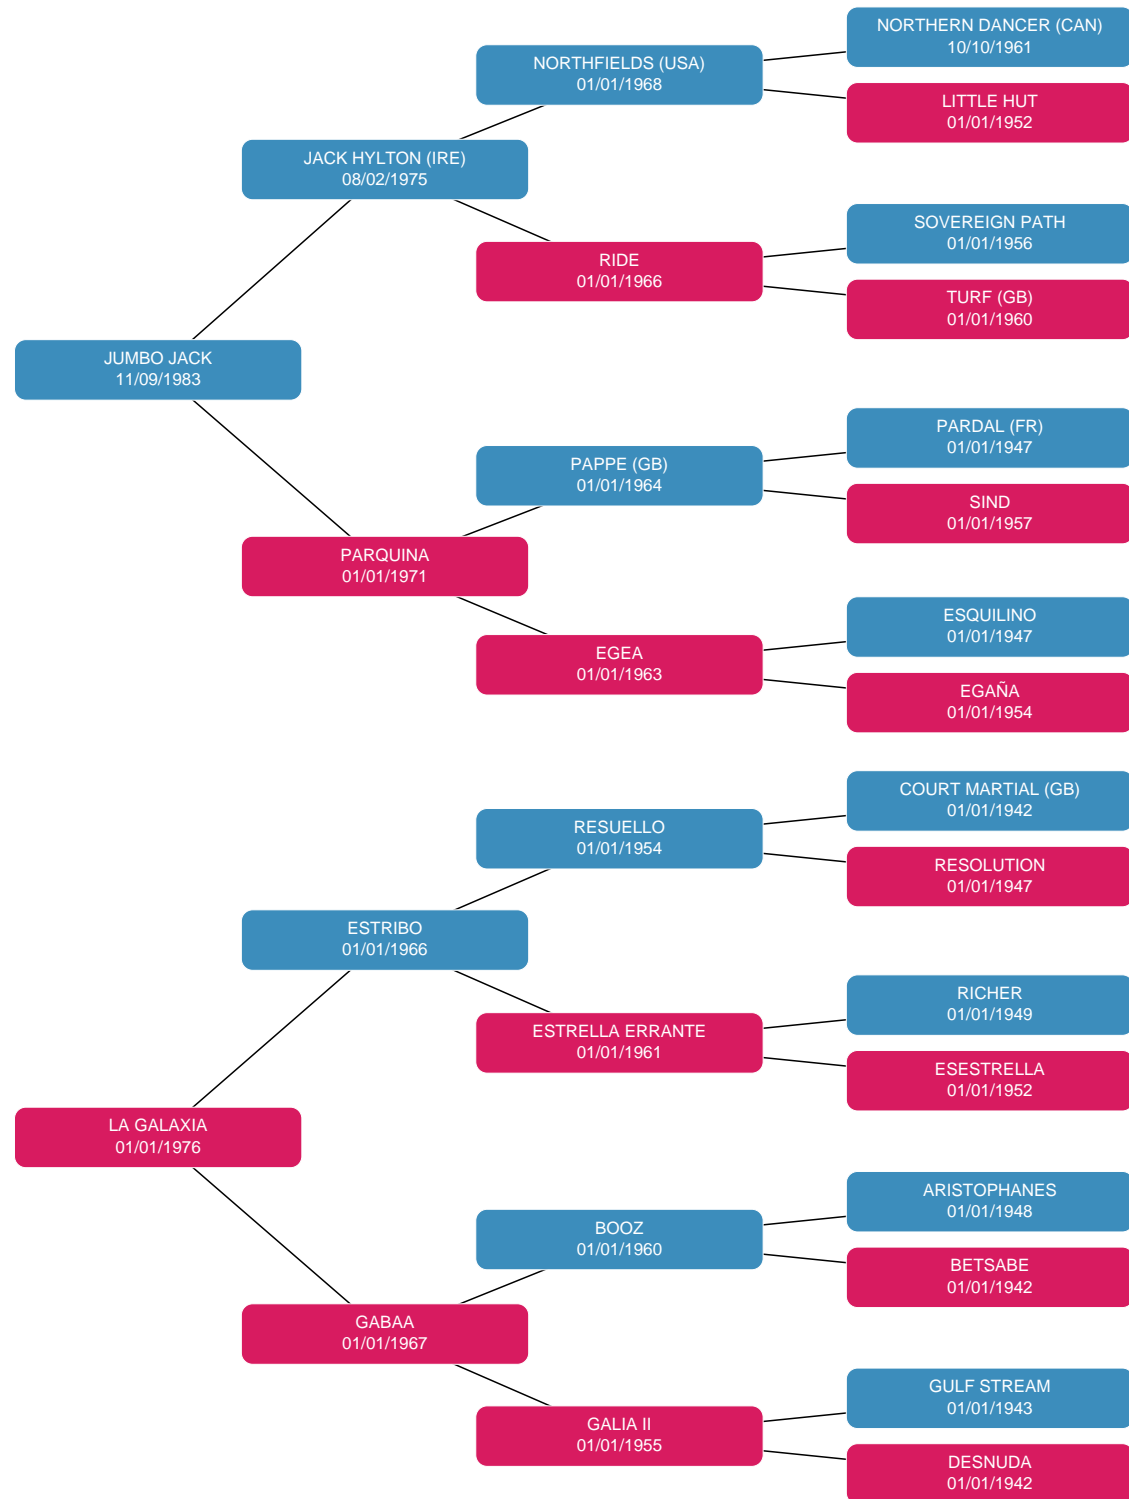 NORTHERN DANCER (CAN)
10/10/1961
NORTHFIELDS (USA)
01/01/1968
LITTLE HUT
01/01/1952
JACK HYLTON (IRE)
08/02/1975
SOVEREIGN PATH
01/01/1956
RIDE
01/01/1966
TURF (GB)
01/01/1960
JUMBO JACK
11/09/1983
PARDAL (FR)
01/01/1947
PAPPE (GB)
01/01/1964
SIND
01/01/1957
PARQUINA
01/01/1971
ESQUILINO
01/01/1947
EGEA
01/01/1963
EGAÑA
01/01/1954
COURT MARTIAL (GB)
01/01/1942
RESUELLO
01/01/1954
RESOLUTION
01/01/1947
ESTRIBO
01/01/1966
RICHER
01/01/1949
ESTRELLA ERRANTE
01/01/1961
ESESTRELLA
01/01/1952
LA GALAXIA
01/01/1976
ARISTOPHANES
01/01/1948
BOOZ
01/01/1960
BETSABE
01/01/1942
GABAA
01/01/1967
GULF STREAM
01/01/1943
GALIA II
01/01/1955
DESNUDA
01/01/1942